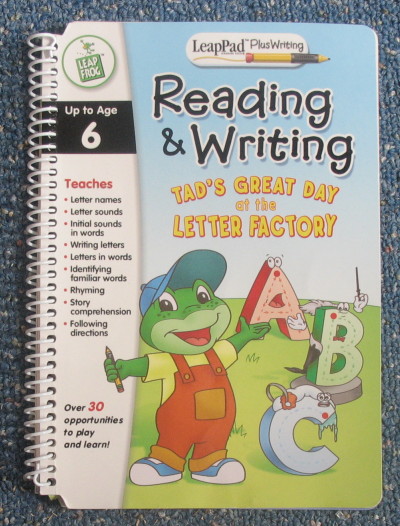 LEAP
FROG
LeapPad™ PlusWriting
Up to Age
6
Reading
& Writing
TAD'S GREAT DAY
at the
LETTER FACTORY
Teaches
• Letter names
• Letter sounds
• Initial sounds
in words
• Writing letters
• Letters in words
• Identifying
familiar words
• Rhyming
• Story
comprehension
• Following
directions
A
B
C
Over 30
opportunities
to play
and learn!